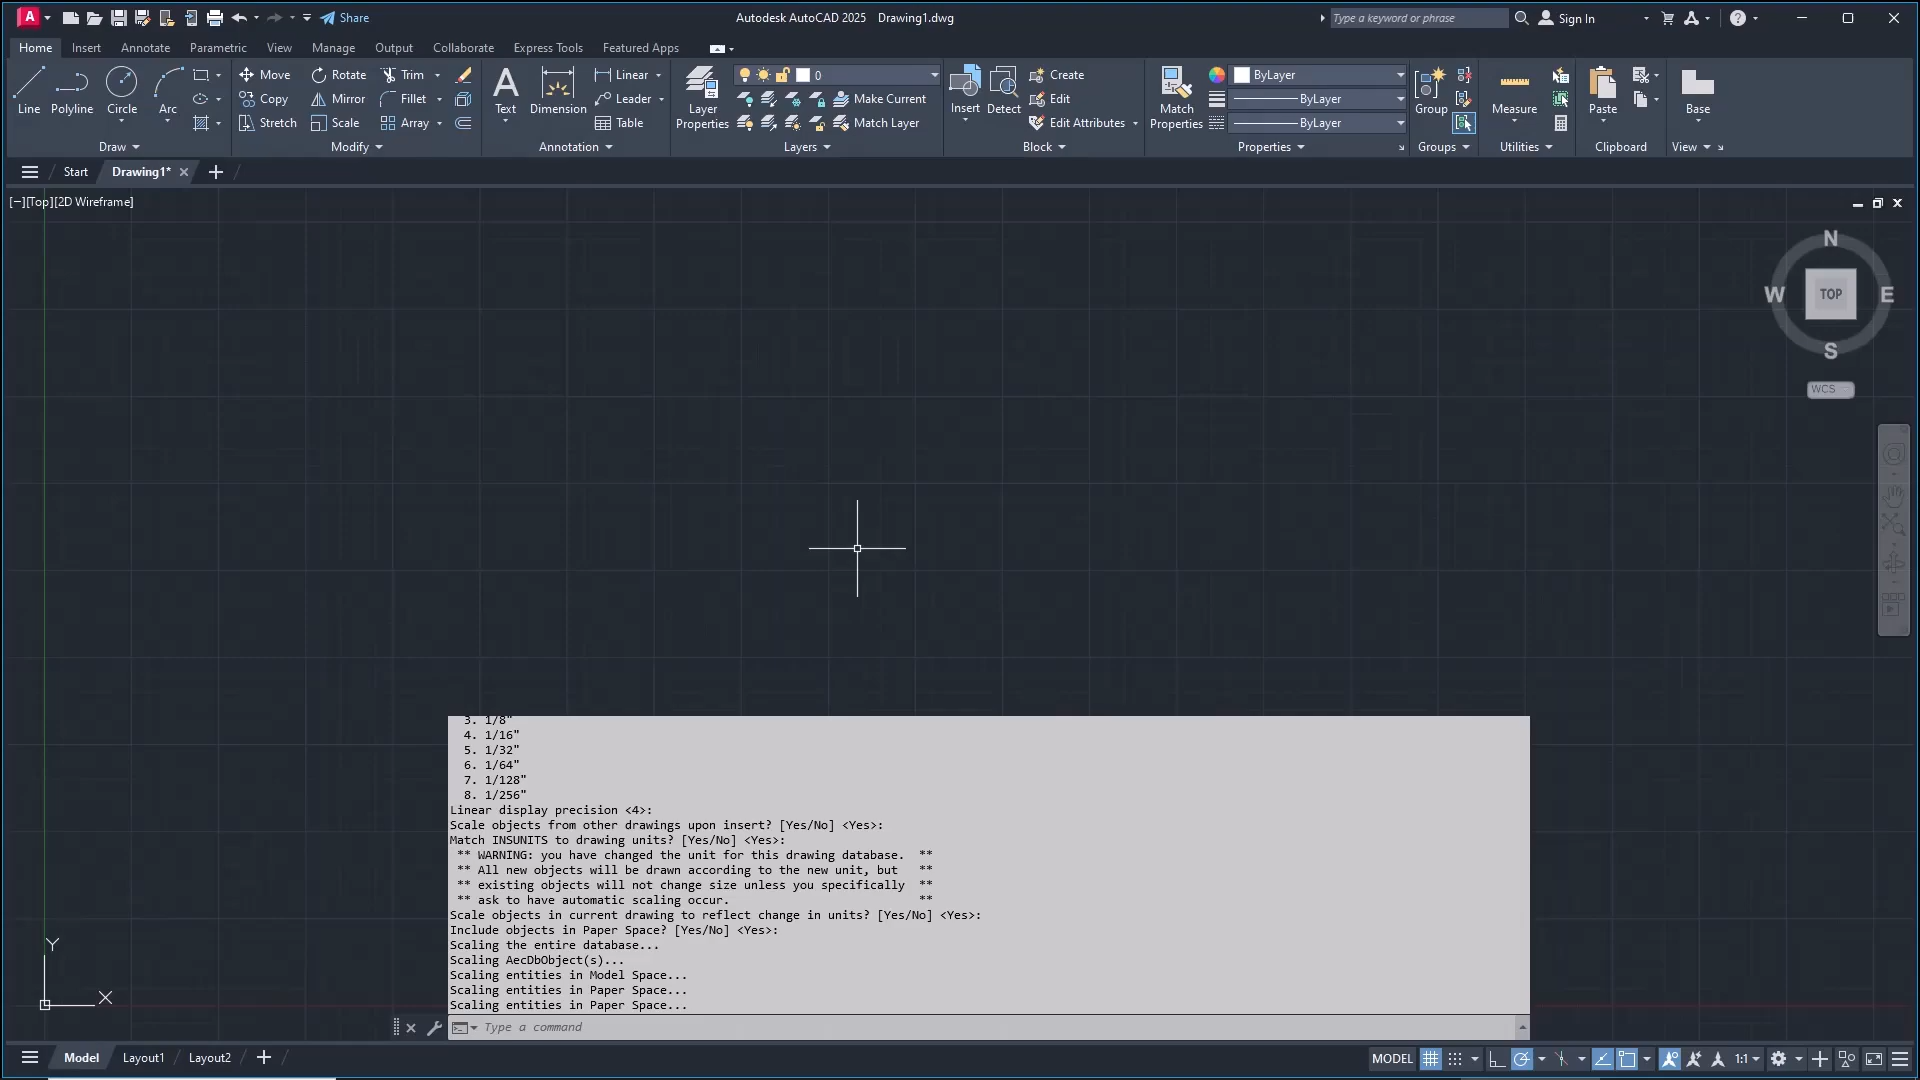 Share
Autodesk AutoCAD 2025 Drawing1.dwg
Type a keyword or phrase
Sign In
Home Insert Annotate Parametric View Manage Output Collaborate Express Tools Featured Apps
Line Polyline Circle Arc
Draw
Move Rotate Trim
Copy Mirror Fillet
Stretch Scale Array
Modify
Text Dimension
Linear
Leader
Table
Annotation
Layer Properties
0
Make Current
Match Layer
Layers
Insert Detect
Create
Edit
Edit Attributes
Block
Match Properties
ByLayer
ByLayer
ByLayer
Properties
Group
Groups
Measure
Utilities
Paste
Clipboard
Base
View
Start Drawing1*
[−][Top][2D Wireframe]
N
W TOP E
S
WCS
3. 1/8"
4. 1/16"
5. 1/32"
6. 1/64"
7. 1/128"
8. 1/256"
Linear display precision <4>:
Scale objects from other drawings upon insert? [Yes/No] <Yes>:
Match INSUNITS to drawing units? [Yes/No] <Yes>:
** WARNING: you have changed the unit for this drawing database. **
** All new objects will be drawn according to the new unit, but **
** existing objects will not change size unless you specifically **
** ask to have automatic scaling occur. **
Scale objects in current drawing to reflect change in units? [Yes/No] <Yes>:
Include objects in Paper Space? [Yes/No] <Yes>:
Scaling the entire database...
Scaling AecDbObject(s)...
Scaling entities in Model Space...
Scaling entities in Paper Space...
Scaling entities in Paper Space...
Y
X
Type a command
Model Layout1 Layout2
MODEL 1:1